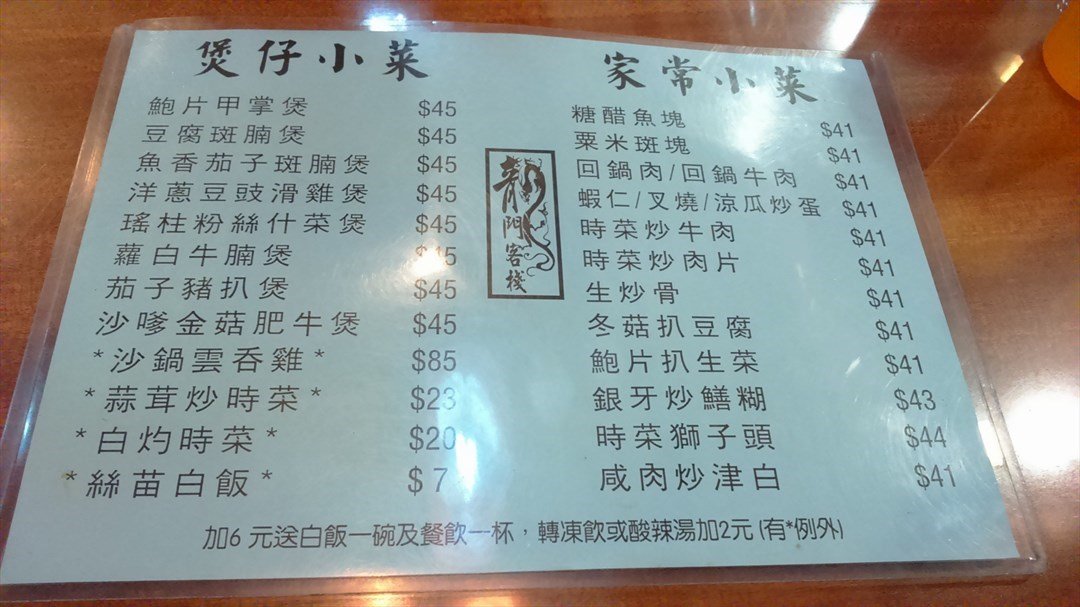 煲仔小菜
鮑片甲掌煲 $45
豆腐斑腩煲 $45
魚香茄子斑腩煲 $45
洋蔥豆豉滑雞煲 $45
瑤柱粉絲什菜煲 $45
蘿白牛腩煲 $45
茄子豬扒煲 $45
沙嗲金菇肥牛煲 $45
*沙鍋雲吞雞* $85
*蒜茸炒時菜* $23
*白灼時菜* $20
*絲苗白飯* $7
龍門客棧
家常小菜
糖醋魚塊 $41
粟米斑塊 $41
回鍋肉/回鍋牛肉 $41
蝦仁/叉燒/涼瓜炒蛋 $41
時菜炒牛肉 $41
時菜炒肉片 $41
生炒骨 $41
冬菇扒豆腐 $41
鮑片扒生菜 $41
銀牙炒鱔糊 $43
時菜獅子頭 $44
咸肉炒津白 $41
加6 元送白飯一碗及餐飲一杯，轉凍飲或酸辣湯加2元 (有*例外)